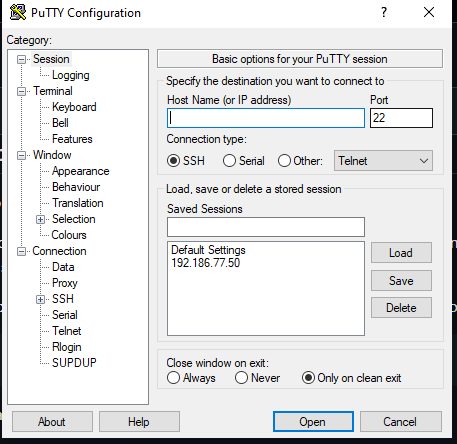 PuTTY Configuration
?
Category:
Session
Logging
Terminal
Keyboard
Bell
Features
Window
Appearance
Behaviour
Translation
Selection
Colours
Connection
Data
Proxy
SSH
Serial
Telnet
Rlogin
SUPDUP
Basic options for your PuTTY session
Specify the destination you want to connect to
Host Name (or IP address) Port
22
Connection type:
SSH Serial Other: Telnet
Load, save or delete a stored session
Saved Sessions
Default Settings
192.186.77.50
Load
Save
Delete
Close window on exit:
Always Never Only on clean exit
About Help Open Cancel